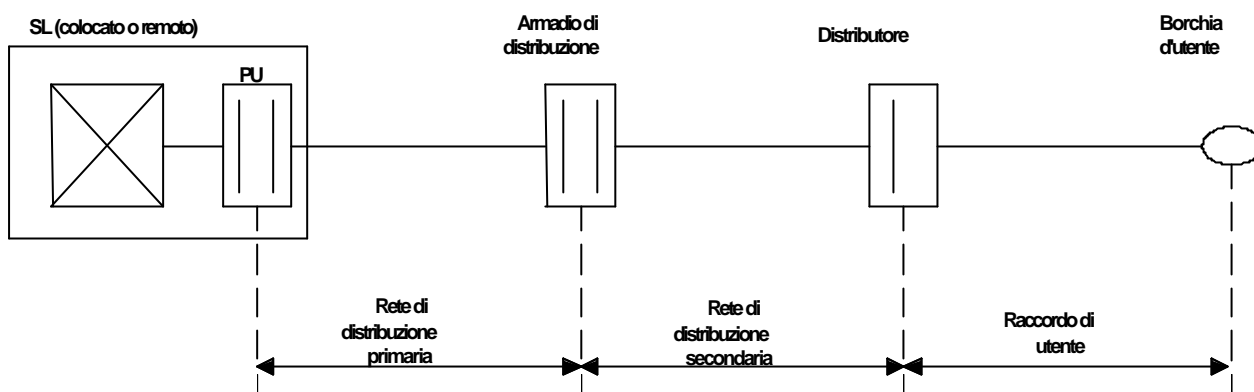 SL (colocato o remoto)
PU
Armadio di
distribuzione
Distributore
Borchia
d'utente
Rete di
distribuzione
primaria
Rete di
distribuzione
secondaria
Raccordo di
utente